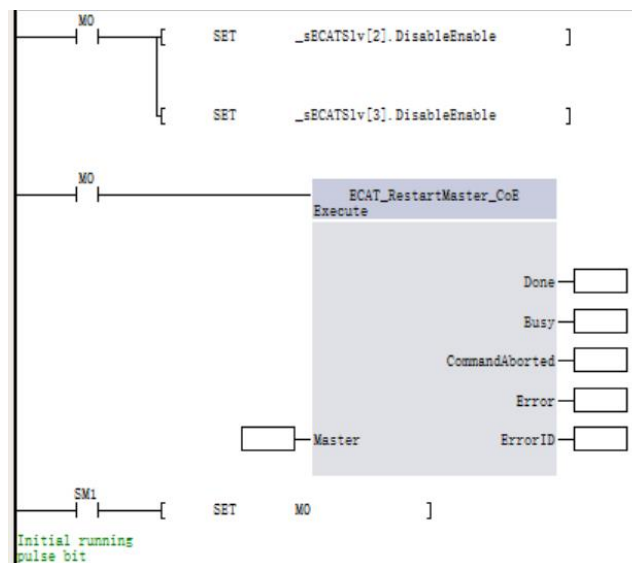 M0
SET _sECATSlv[2].DisableEnable
SET _sECATSlv[3].DisableEnable
M0
ECAT_RestartMaster_CoE
Execute
Done
Busy
CommandAborted
Error
Master ErrorID
SM1
SET M0
Initial running
pulse bit